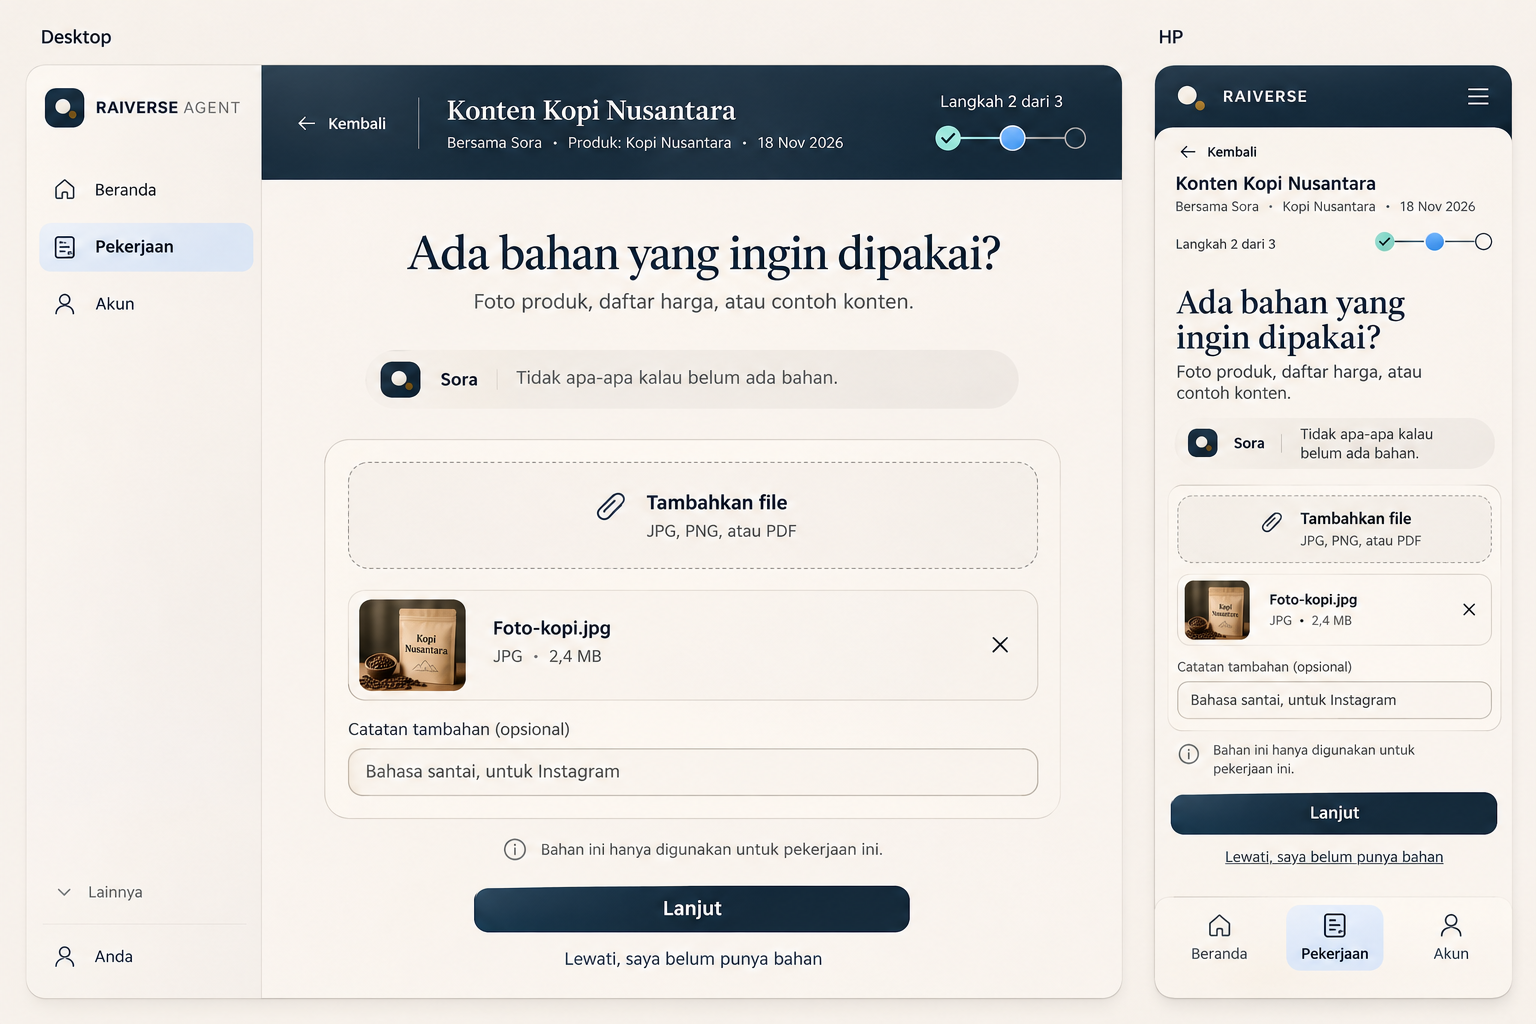 Desktop
RAIVERSE AGENT
Beranda
Pekerjaan
Akun
Lainnya
Anda
Kembali
Konten Kopi Nusantara
Bersama Sora • Produk: Kopi Nusantara • 18 Nov 2026
Langkah 2 dari 3
Ada bahan yang ingin dipakai?
Foto produk, daftar harga, atau contoh konten.
Sora
Tidak apa-apa kalau belum ada bahan.
Tambahkan file
JPG, PNG, atau PDF
Kopi
Nusantara
Foto-kopi.jpg
JPG • 2,4 MB
Catatan tambahan (opsional)
Bahasa santai, untuk Instagram
Bahan ini hanya digunakan untuk pekerjaan ini.
Lanjut
Lewati, saya belum punya bahan
HP
RAIVERSE
Kembali
Konten Kopi Nusantara
Bersama Sora • Kopi Nusantara • 18 Nov 2026
Langkah 2 dari 3
Ada bahan yang
ingin dipakai?
Foto produk, daftar harga, atau
contoh konten.
Sora
Tidak apa-apa kalau
belum ada bahan.
Tambahkan file
JPG, PNG, atau PDF
Kopi
Nusantara
Foto-kopi.jpg
JPG • 2,4 MB
Catatan tambahan (opsional)
Bahasa santai, untuk Instagram
Bahan ini hanya digunakan untuk
pekerjaan ini.
Lanjut
Lewati, saya belum punya bahan
Beranda
Pekerjaan
Akun